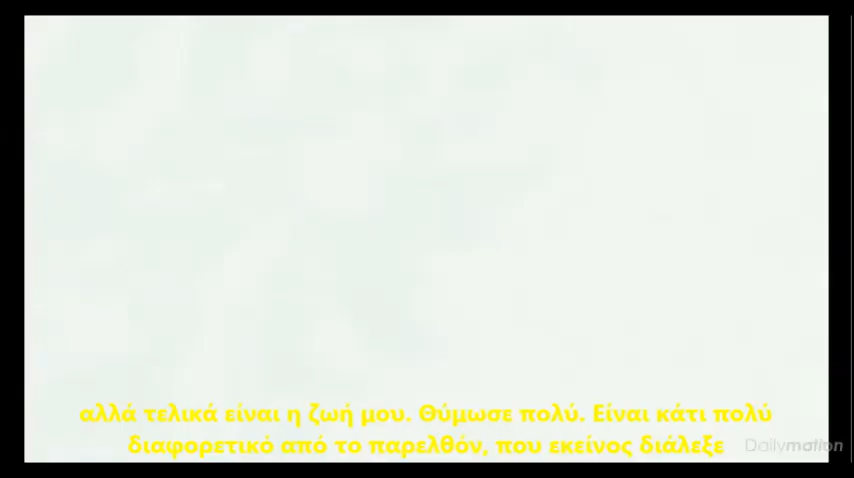 αλλά τελικά είναι η ζωή μου. Θύμωσε πολύ. Είναι κάτι πολύ
διαφορετικό από το παρελθόν, που εκείνος διάλεξε
Dailymotion